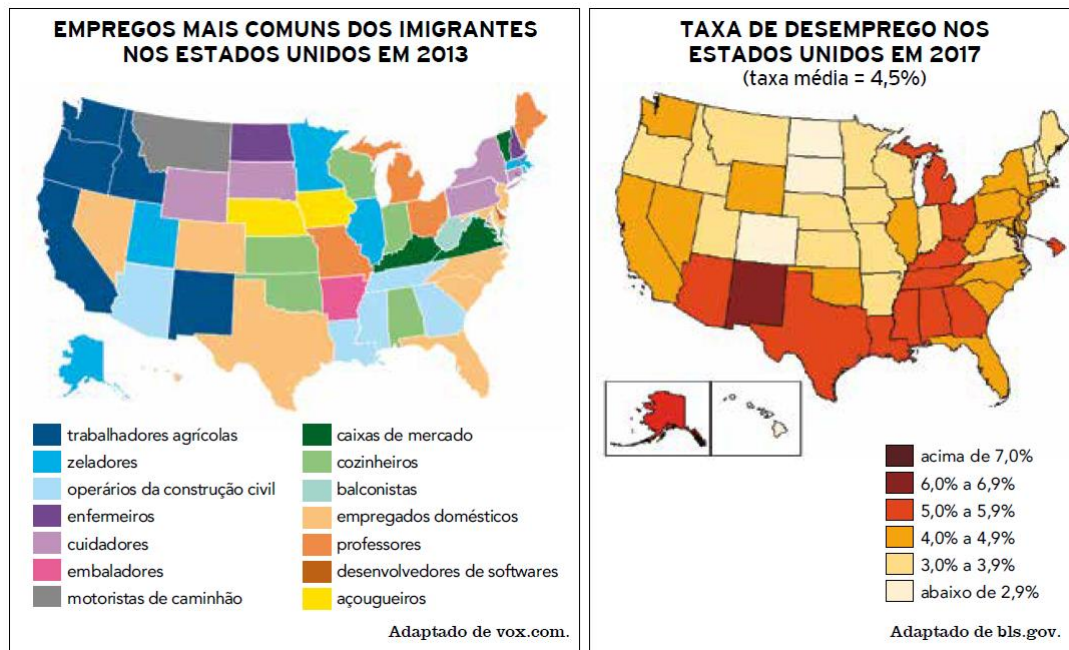 EMPREGOS MAIS COMUNS DOS IMIGRANTES
NOS ESTADOS UNIDOS EM 2013
trabalhadores agrícolas
zeladores
operários da construção civil
enfermeiros
cuidadores
embaladores
motoristas de caminhão
caixas de mercado
cozinheiros
balconistas
empregados domésticos
professores
desenvolvedores de softwares
açougueiros
Adaptado de vox.com.
TAXA DE DESEMPREGO NOS
ESTADOS UNIDOS EM 2017
(taxa média = 4,5%)
acima de 7,0%
6,0% a 6,9%
5,0% a 5,9%
4,0% a 4,9%
3,0% a 3,9%
abaixo de 2,9%
Adaptado de bls.gov.